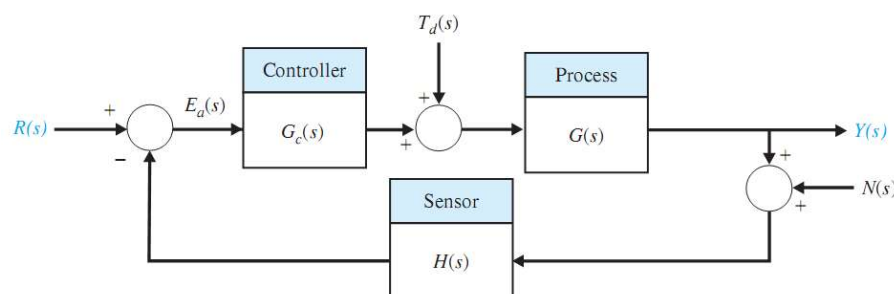 T_d(s)
Controller
Process
+
E_a(s)
+
R(s)
G_c(s)
G(s)
Y(s)
−
+
+
Sensor
N(s)
+
H(s)